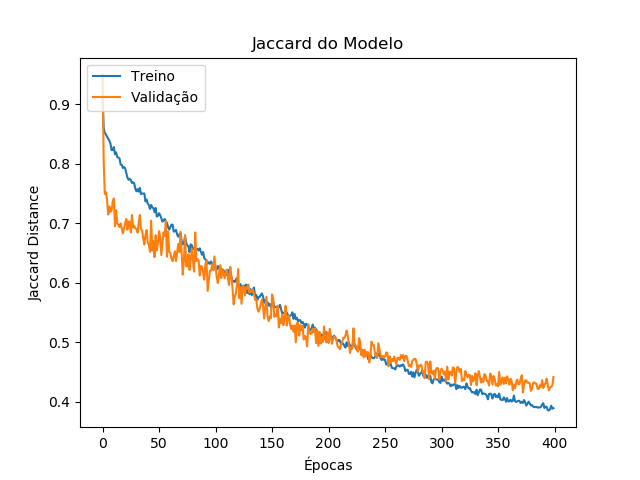 Jaccard do Modelo
Treino
Validação
0.9
0.8
0.7
0.6
0.5
0.4
Jaccard Distance
0 50 100 150 200 250 300 350 400
Épocas